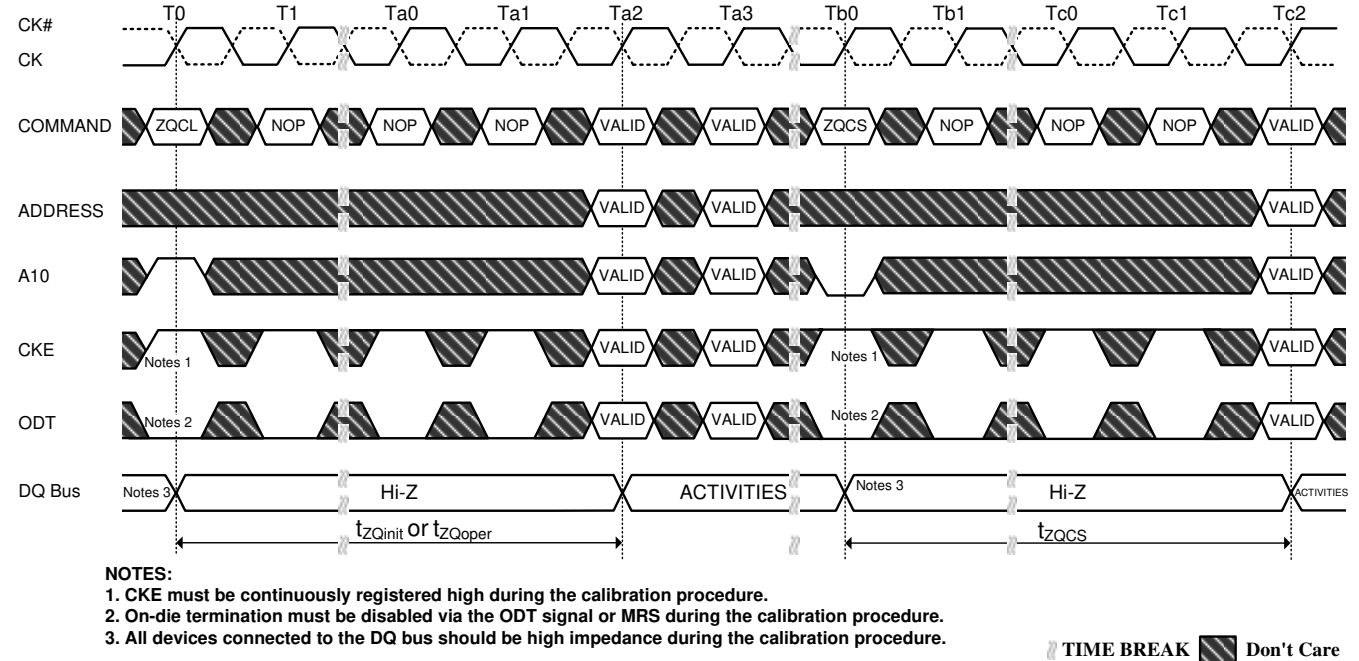 T0 T1 Ta0 Ta1 Ta2 Ta3 Tb0 Tb1 Tc0 Tc1 Tc2
CK#
CK
COMMAND ZQCL NOP NOP NOP VALID VALID ZQCS NOP NOP NOP VALID
ADDRESS VALID VALID VALID
A10 VALID VALID VALID
CKE Notes 1 VALID VALID Notes 1 VALID
ODT Notes 2 VALID VALID Notes 2 VALID
DQ Bus Notes 3 Hi-Z ACTIVITIES Notes 3 Hi-Z ACTIVITIES
tZQinit or tZQoper tZQCS
NOTES:
1. CKE must be continuously registered high during the calibration procedure.
2. On-die termination must be disabled via the ODT signal or MRS during the calibration procedure.
3. All devices connected to the DQ bus should be high impedance during the calibration procedure.
TIME BREAK Don't Care